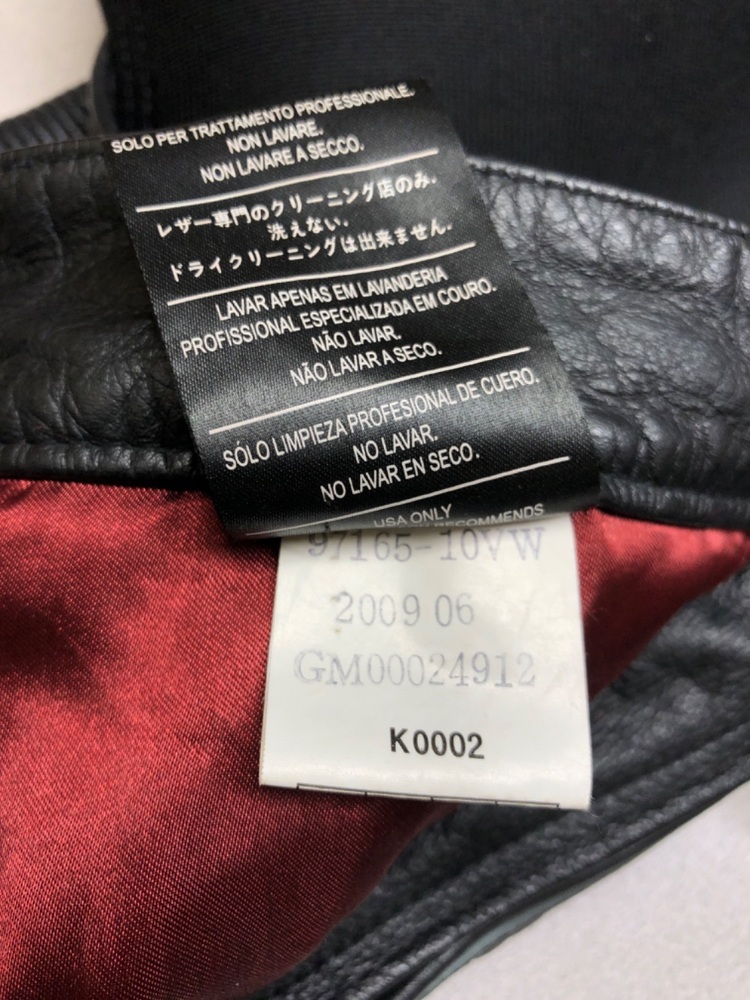 SOLO PER TRATTAMENTO PROFESSIONALE.
NON LAVARE.
NON LAVARE A SECCO.
レザー専門のクリーニング店のみ.
洗えない.
ドライクリーニングは出来ません.
LAVAR APENAS EM LAVANDERIA
PROFISSIONAL ESPECIALIZADA EM COURO.
NÃO LAVAR.
NÃO LAVAR A SECO.
SÓLO LIMPIEZA PROFESIONAL DE CUERO.
NO LAVAR.
NO LAVAR EN SECO.
USA ONLY
RECOMMENDS
97165-10VW
2009 06
GM00024912
K0002